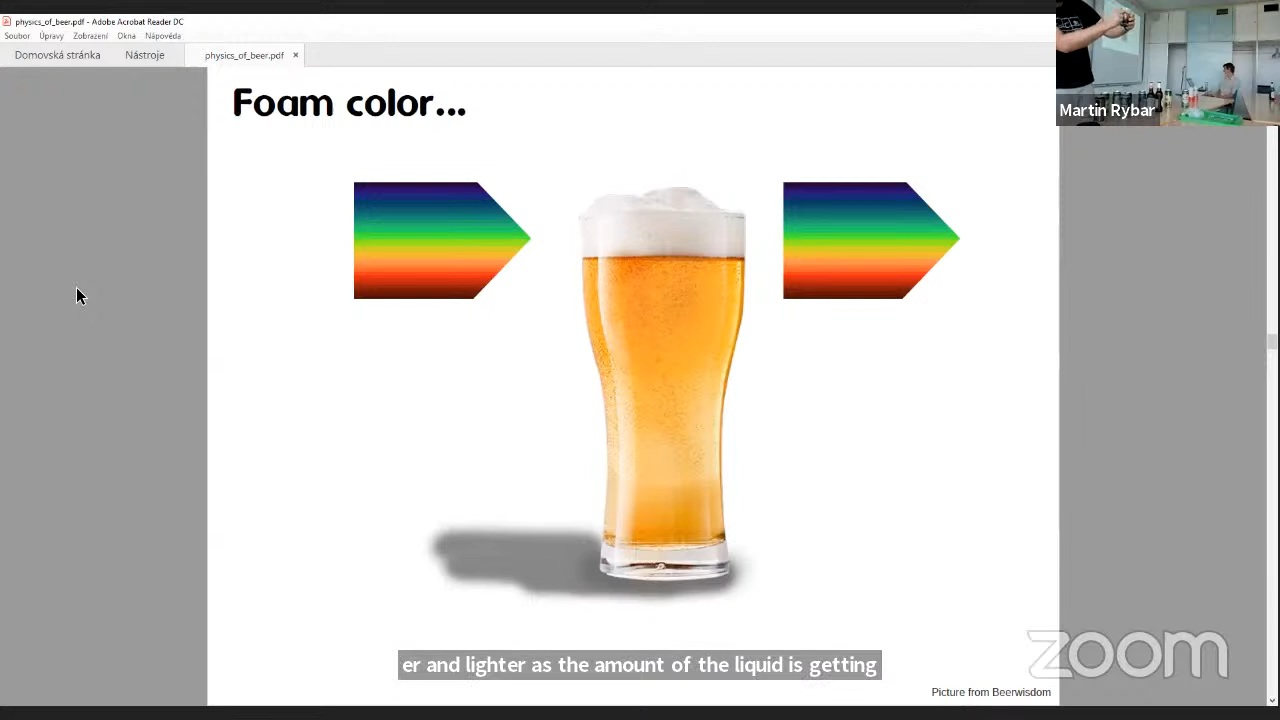 physics_of_beer.pdf - Adobe Acrobat Reader DC
Soubor Úpravy Zobrazení Okna Nápověda
Domovská stránka Nástroje physics_of_beer.pdf ×
Foam color...
Martin Rybar
er and lighter as the amount of the liquid is getting
zoom
Picture from Beerwisdom